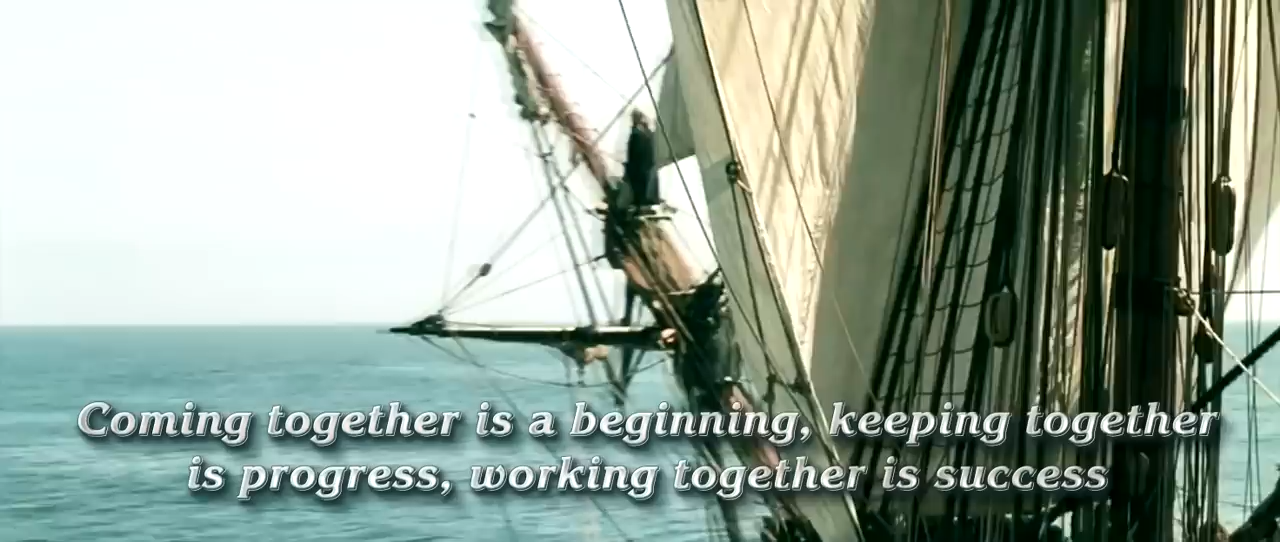 Coming together is a beginning, keeping together
is progress, working together is success